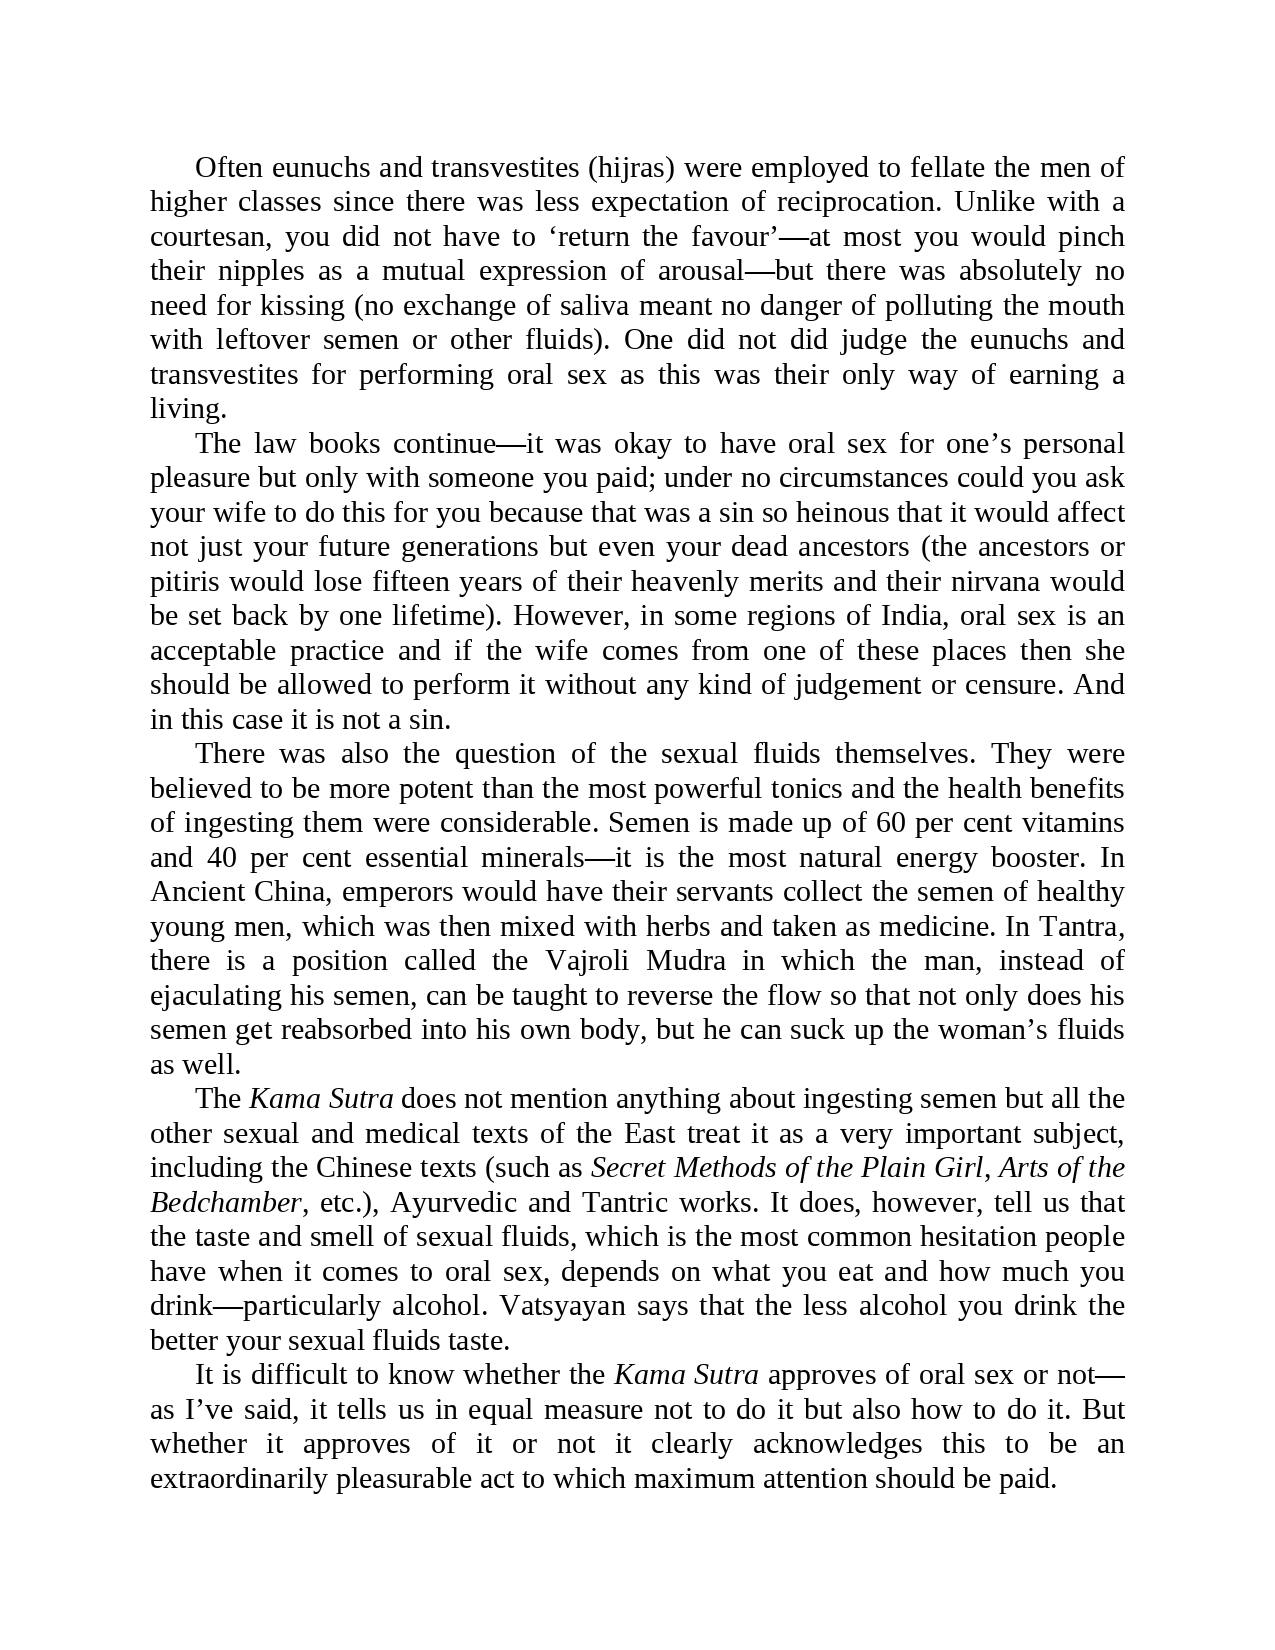 Often eunuchs and transvestites (hijras) were employed to fellate the men of
higher classes since there was less expectation of reciprocation. Unlike with a
courtesan, you did not have to ‘return the favour’—at most you would pinch
their nipples as a mutual expression of arousal—but there was absolutely no
need for kissing (no exchange of saliva meant no danger of polluting the mouth
with leftover semen or other fluids). One did not did judge the eunuchs and
transvestites for performing oral sex as this was their only way of earning a
living.
The law books continue—it was okay to have oral sex for one’s personal
pleasure but only with someone you paid; under no circumstances could you ask
your wife to do this for you because that was a sin so heinous that it would affect
not just your future generations but even your dead ancestors (the ancestors or
pitiris would lose fifteen years of their heavenly merits and their nirvana would
be set back by one lifetime). However, in some regions of India, oral sex is an
acceptable practice and if the wife comes from one of these places then she
should be allowed to perform it without any kind of judgement or censure. And
in this case it is not a sin.
There was also the question of the sexual fluids themselves. They were
believed to be more potent than the most powerful tonics and the health benefits
of ingesting them were considerable. Semen is made up of 60 per cent vitamins
and 40 per cent essential minerals—it is the most natural energy booster. In
Ancient China, emperors would have their servants collect the semen of healthy
young men, which was then mixed with herbs and taken as medicine. In Tantra,
there is a position called the Vajroli Mudra in which the man, instead of
ejaculating his semen, can be taught to reverse the flow so that not only does his
semen get reabsorbed into his own body, but he can suck up the woman’s fluids
as well.
The Kama Sutra does not mention anything about ingesting semen but all the
other sexual and medical texts of the East treat it as a very important subject,
including the Chinese texts (such as Secret Methods of the Plain Girl, Arts of the
Bedchamber, etc.), Ayurvedic and Tantric works. It does, however, tell us that
the taste and smell of sexual fluids, which is the most common hesitation people
have when it comes to oral sex, depends on what you eat and how much you
drink—particularly alcohol. Vatsyayan says that the less alcohol you drink the
better your sexual fluids taste.
It is difficult to know whether the Kama Sutra approves of oral sex or not—
as I’ve said, it tells us in equal measure not to do it but also how to do it. But
whether it approves of it or not it clearly acknowledges this to be an
extraordinarily pleasurable act to which maximum attention should be paid.